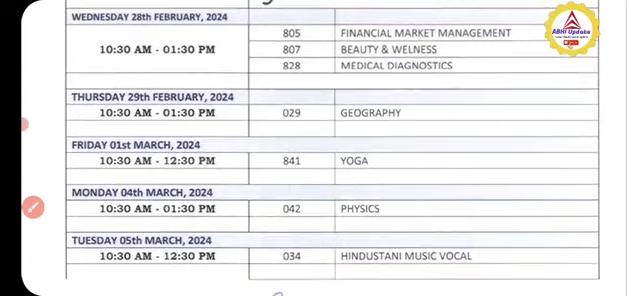 WEDNESDAY 28th FEBRUARY, 2024
805 FINANCIAL MARKET MANAGEMENT
10:30 AM - 01:30 PM 807 BEAUTY & WELNESS
828 MEDICAL DIAGNOSTICS
THURSDAY 29th FEBRUARY, 2024
10:30 AM - 01:30 PM 029 GEOGRAPHY
FRIDAY 01st MARCH, 2024
10:30 AM - 12:30 PM 841 YOGA
MONDAY 04th MARCH, 2024
10:30 AM - 01:30 PM 042 PHYSICS
TUESDAY 05th MARCH, 2024
10:30 AM - 12:30 PM 034 HINDUSTANI MUSIC VOCAL
ABHI Update